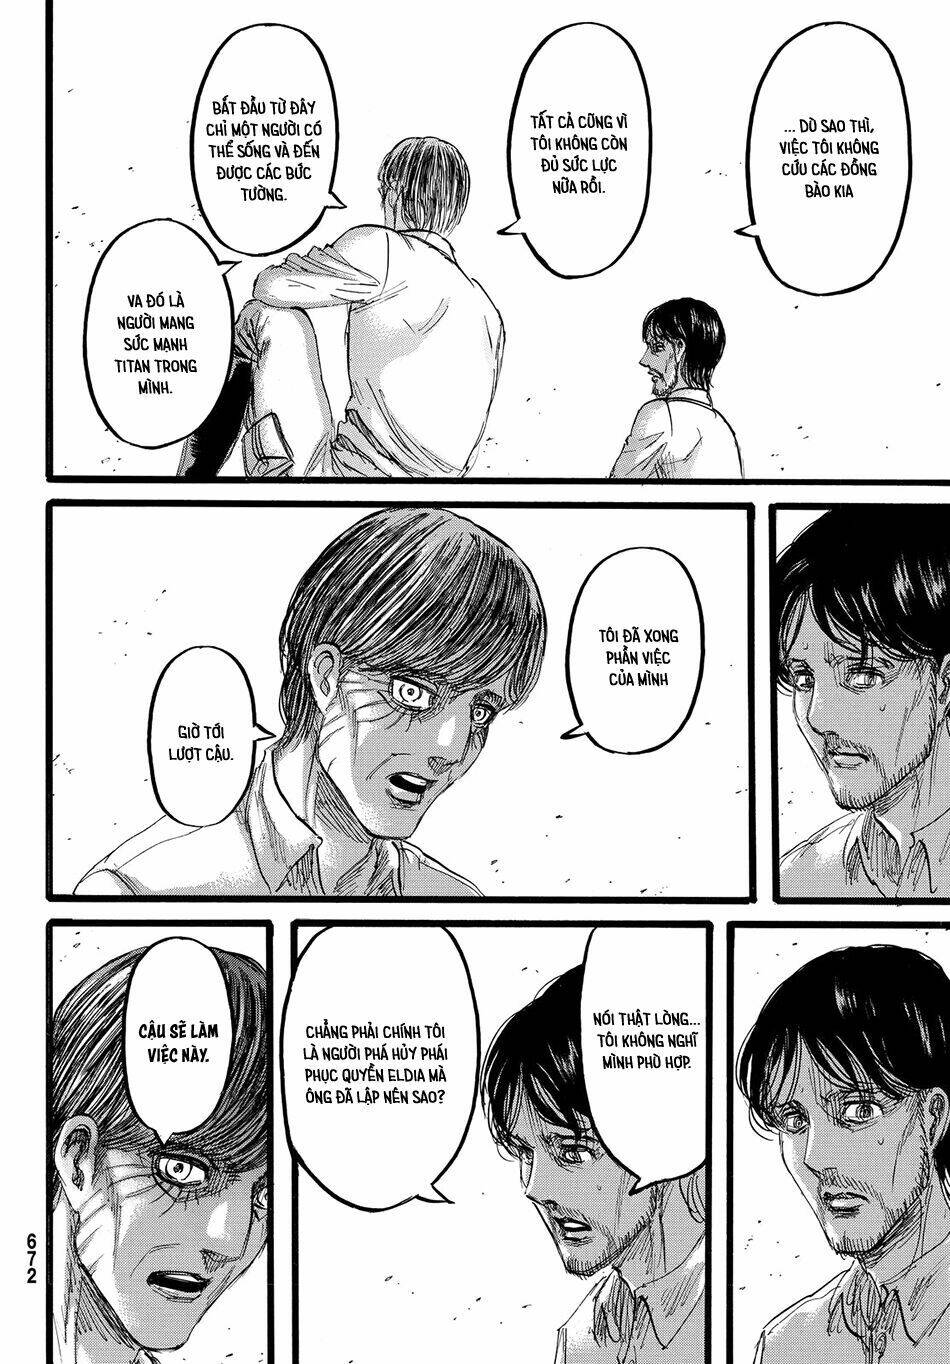 ... DÙ SAO THÌ,
VIỆC TÔI KHÔNG
CỨU CÁC ĐỒNG
BÀO KIA
TẤT CẢ CŨNG VÌ
TÔI KHÔNG CÒN
ĐỦ SỨC LỰC
NỮA RỒI.
BẮT ĐẦU TỪ ĐÂY
CHỈ MỘT NGƯỜI CÓ
THỂ SỐNG VÀ ĐẾN
ĐƯỢC CÁC BỨC
TƯỜNG.
VA ĐÓ LÀ
NGƯỜI MANG
SỨC MẠNH
TITAN TRONG
MÌNH.
TÔI ĐÃ XONG
PHẦN VIỆC
CỦA MÌNH
GIỜ TỚI
LƯỢT CẬU.
NÓI THẬT LÒNG...
TÔI KHÔNG NGHĨ
MÌNH PHÙ HỢP.
CHẲNG PHẢI CHÍNH TÔI
LÀ NGƯỜI PHÁ HỦY PHÁI
PHỤC QUYỀN ELDIA MÀ
ÔNG ĐÃ LẬP NÊN SAO?
CẬU SẼ LÀM
VIỆC NÀY.
672